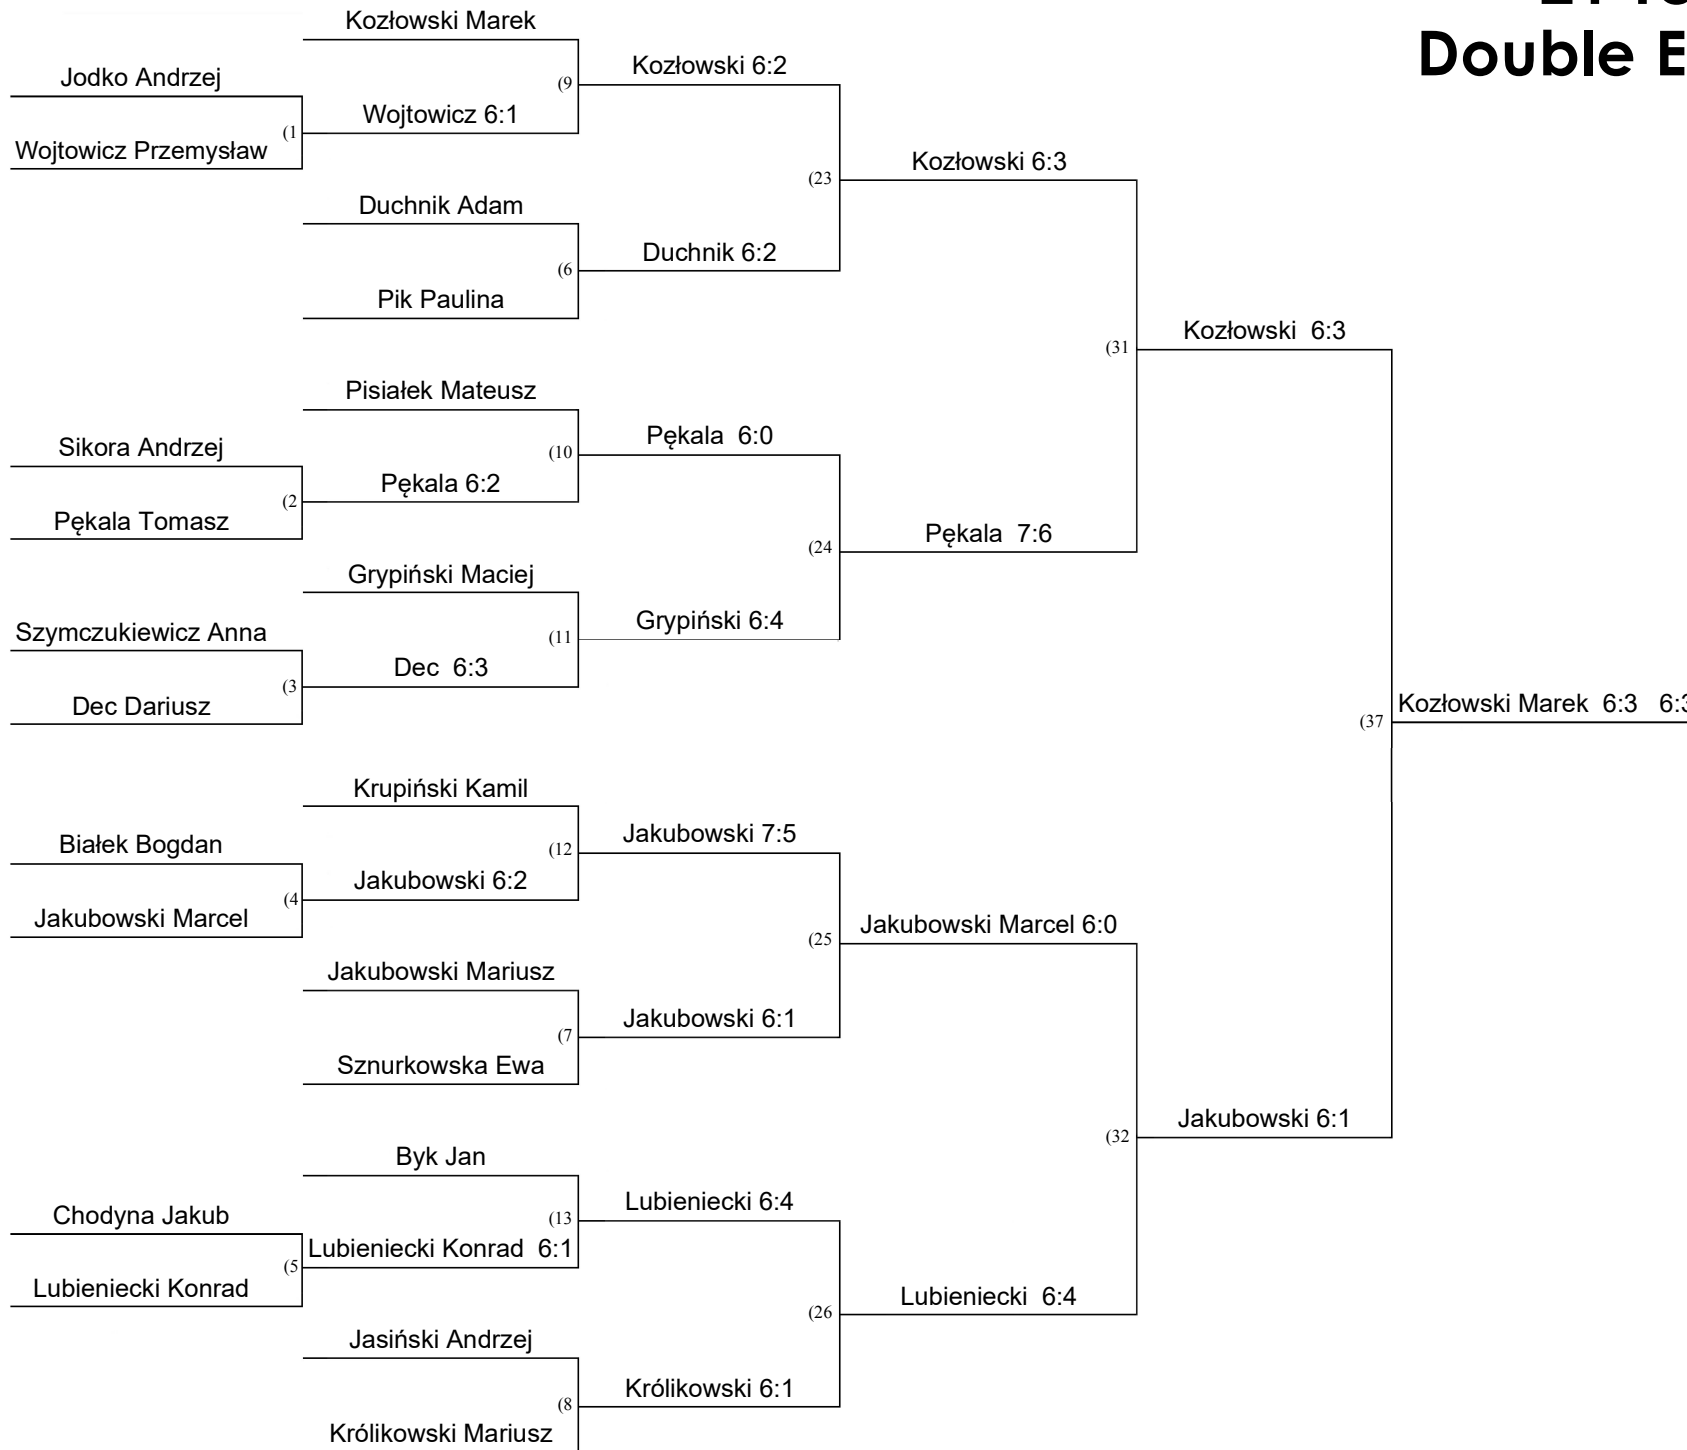 Double E
Kozłowski Marek
Jodko Andrzej
(9
Kozłowski 6:2
Wojtowicz 6:1
(1
Wojtowicz Przemysław
Kozłowski 6:3
(23
Duchnik Adam
Duchnik 6:2
(6
Pik Paulina
Kozłowski  6:3
(31
Pisiałek Mateusz
Sikora Andrzej
(10
Pękala  6:0
Pękala 6:2
(2
Pękala Tomasz
Pękala  7:6
(24
Grypiński Maciej
Szymczukiewicz Anna
(11
Grypiński 6:4
Dec  6:3
(3
Dec Dariusz
(37
Kozłowski Marek  6:3   6:3
Krupiński Kamil
Białek Bogdan
(12
Jakubowski 7:5
Jakubowski 6:2
(4
Jakubowski Marcel
Jakubowski Marcel 6:0
(25
Jakubowski Mariusz
Jakubowski 6:1
(7
Sznurkowska Ewa
Jakubowski 6:1
(32
Byk Jan
Chodyna Jakub
(13
Lubieniecki 6:4
Lubieniecki Konrad  6:1
(5
Lubieniecki Konrad
Lubieniecki  6:4
(26
Jasiński Andrzej
Królikowski 6:1
(8
Królikowski Mariusz